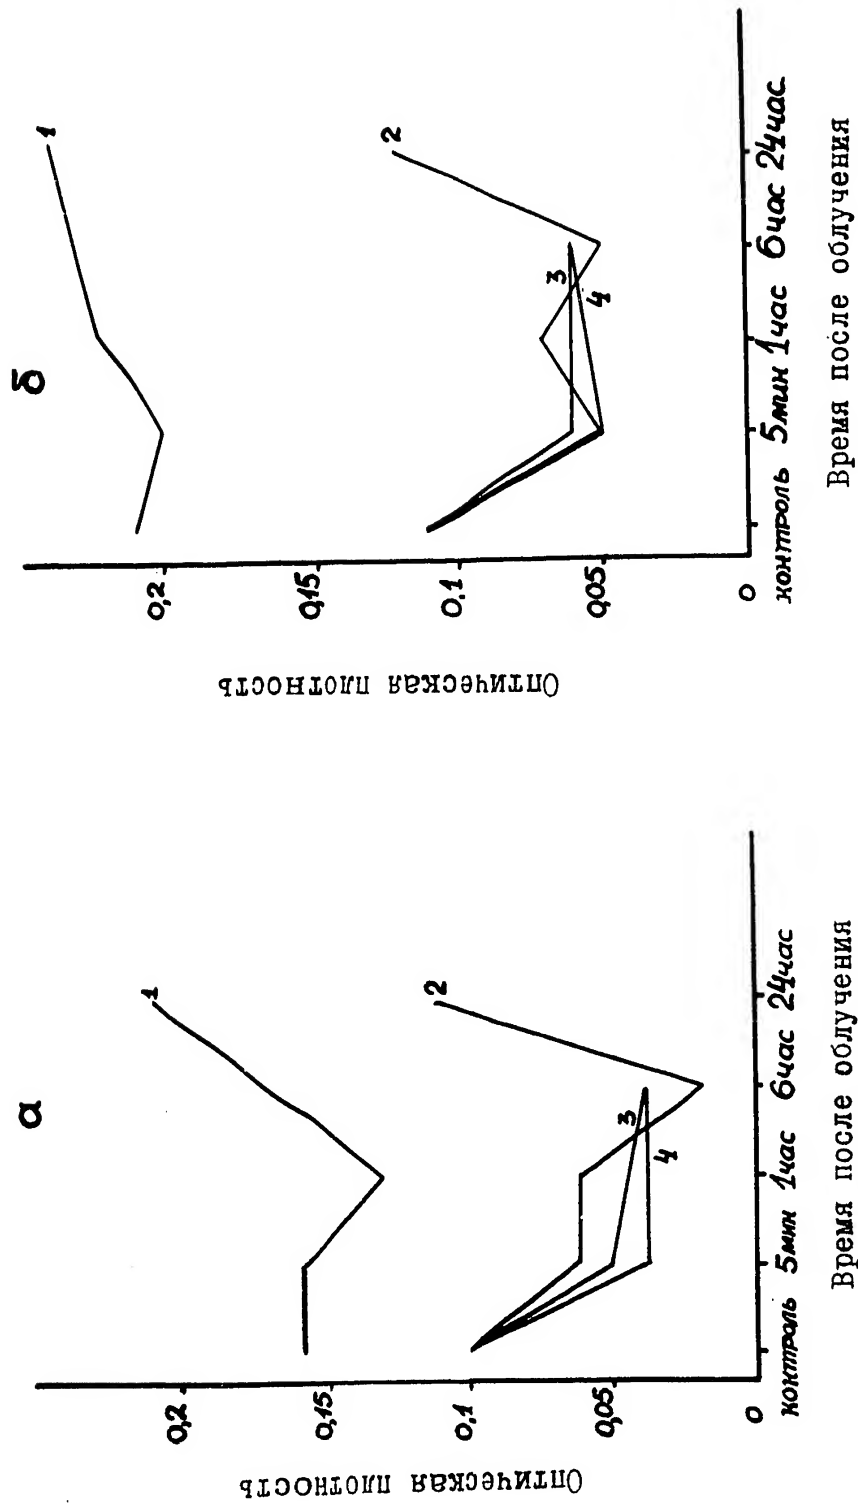 а
Оптическая плотность
0,2
0,15
0,1
0,05
0
1
2
3
4
контроль 5мин 1час 6час 24час
Время после облучения
б
Оптическая плотность
0,2
0,15
0,1
0,05
0
1
2
3
4
контроль 5мин 1час 6час 24час.
Время после облучения